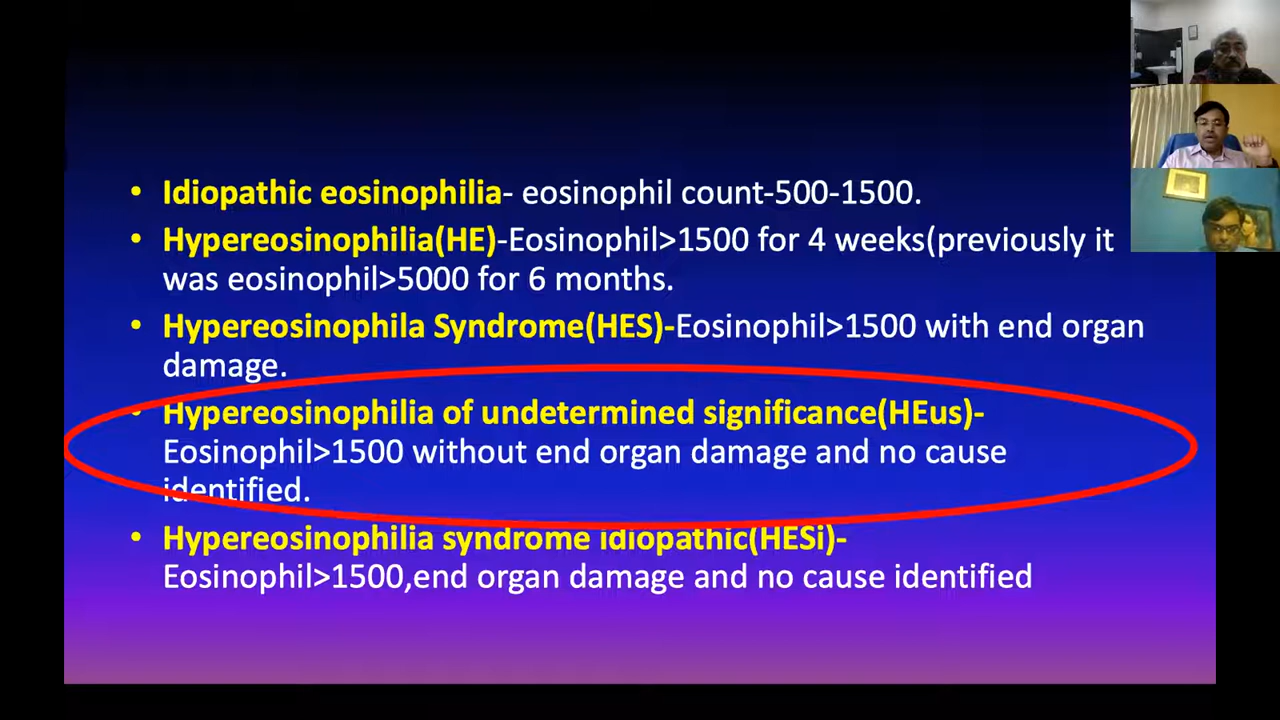 • Idiopathic eosinophilia- eosinophil count-500-1500.
• Hypereosinophilia(HE)-Eosinophil>1500 for 4 weeks(previously it
was eosinophil>5000 for 6 months.
• Hypereosinophila Syndrome(HES)-Eosinophil>1500 with end organ
damage.
• Hypereosinophilia of undetermined significance(HEus)-
Eosinophil>1500 without end organ damage and no cause
identified.
• Hypereosinophilia syndrome idiopathic(HESi)-
Eosinophil>1500,end organ damage and no cause identified